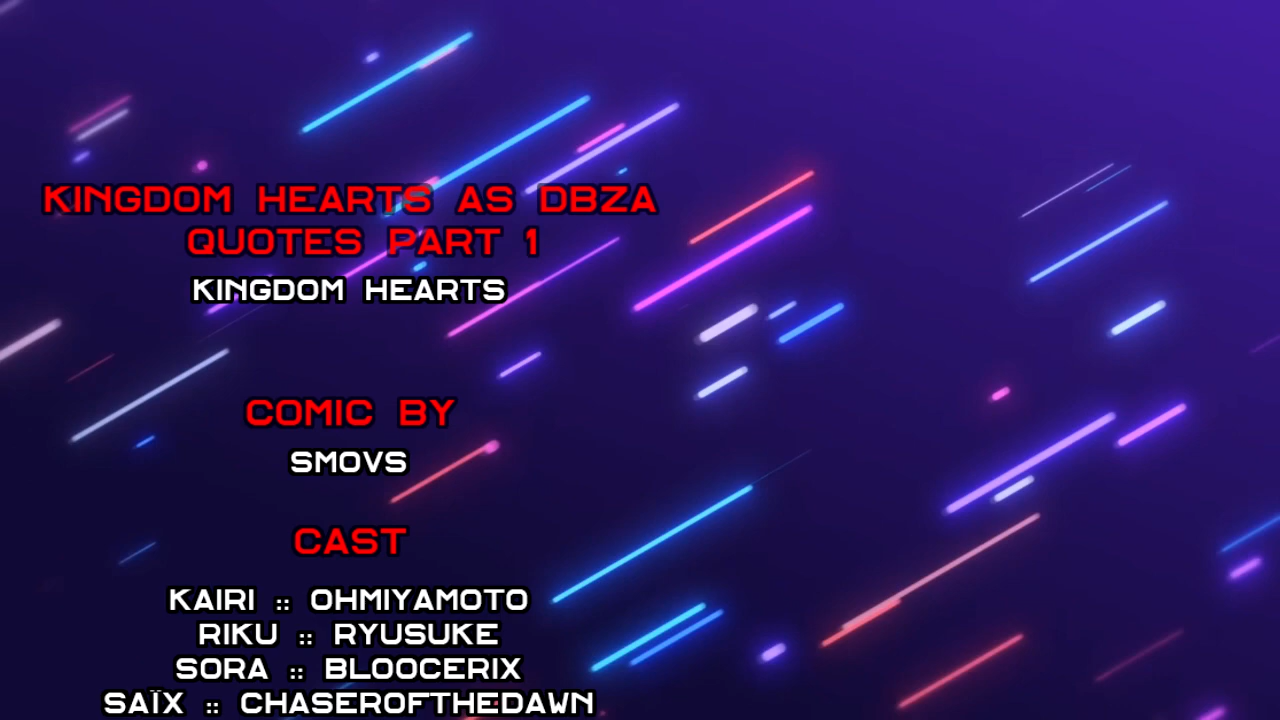 KINGDOM HEARTS AS DBZA
QUOTES PART 1
KINGDOM HEARTS
COMIC BY
SMOVS
CAST
KAIRI :: OHMIYAMOTO
RIKU :: RYUSUKE
SORA :: BLOOCERIX
SAÏX :: CHASEROFTHEDAWN